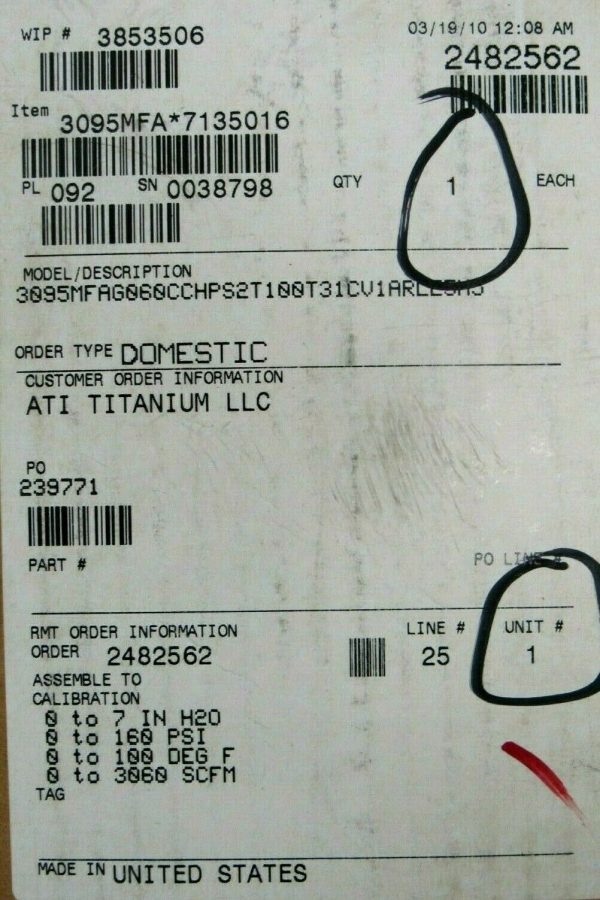 WIP # 3853506
03/19/10 12:08 AM
2482562
Item 3095MFA*7135016
PL 092 SN 0038798
QTY 1 EACH
MODEL/DESCRIPTION
3095MFAG060CCHPS2T100T31CV1ARLE5M5
ORDER TYPE DOMESTIC
CUSTOMER ORDER INFORMATION
ATI TITANIUM LLC
PO
239771
PART #
PO LINE #
RMT ORDER INFORMATION
LINE # UNIT #
ORDER 2482562
25 1
ASSEMBLE TO
CALIBRATION
0 to 7 IN H2O
0 to 160 PSI
0 to 100 DEG F
0 to 3060 SCFM
TAG
MADE IN UNITED STATES